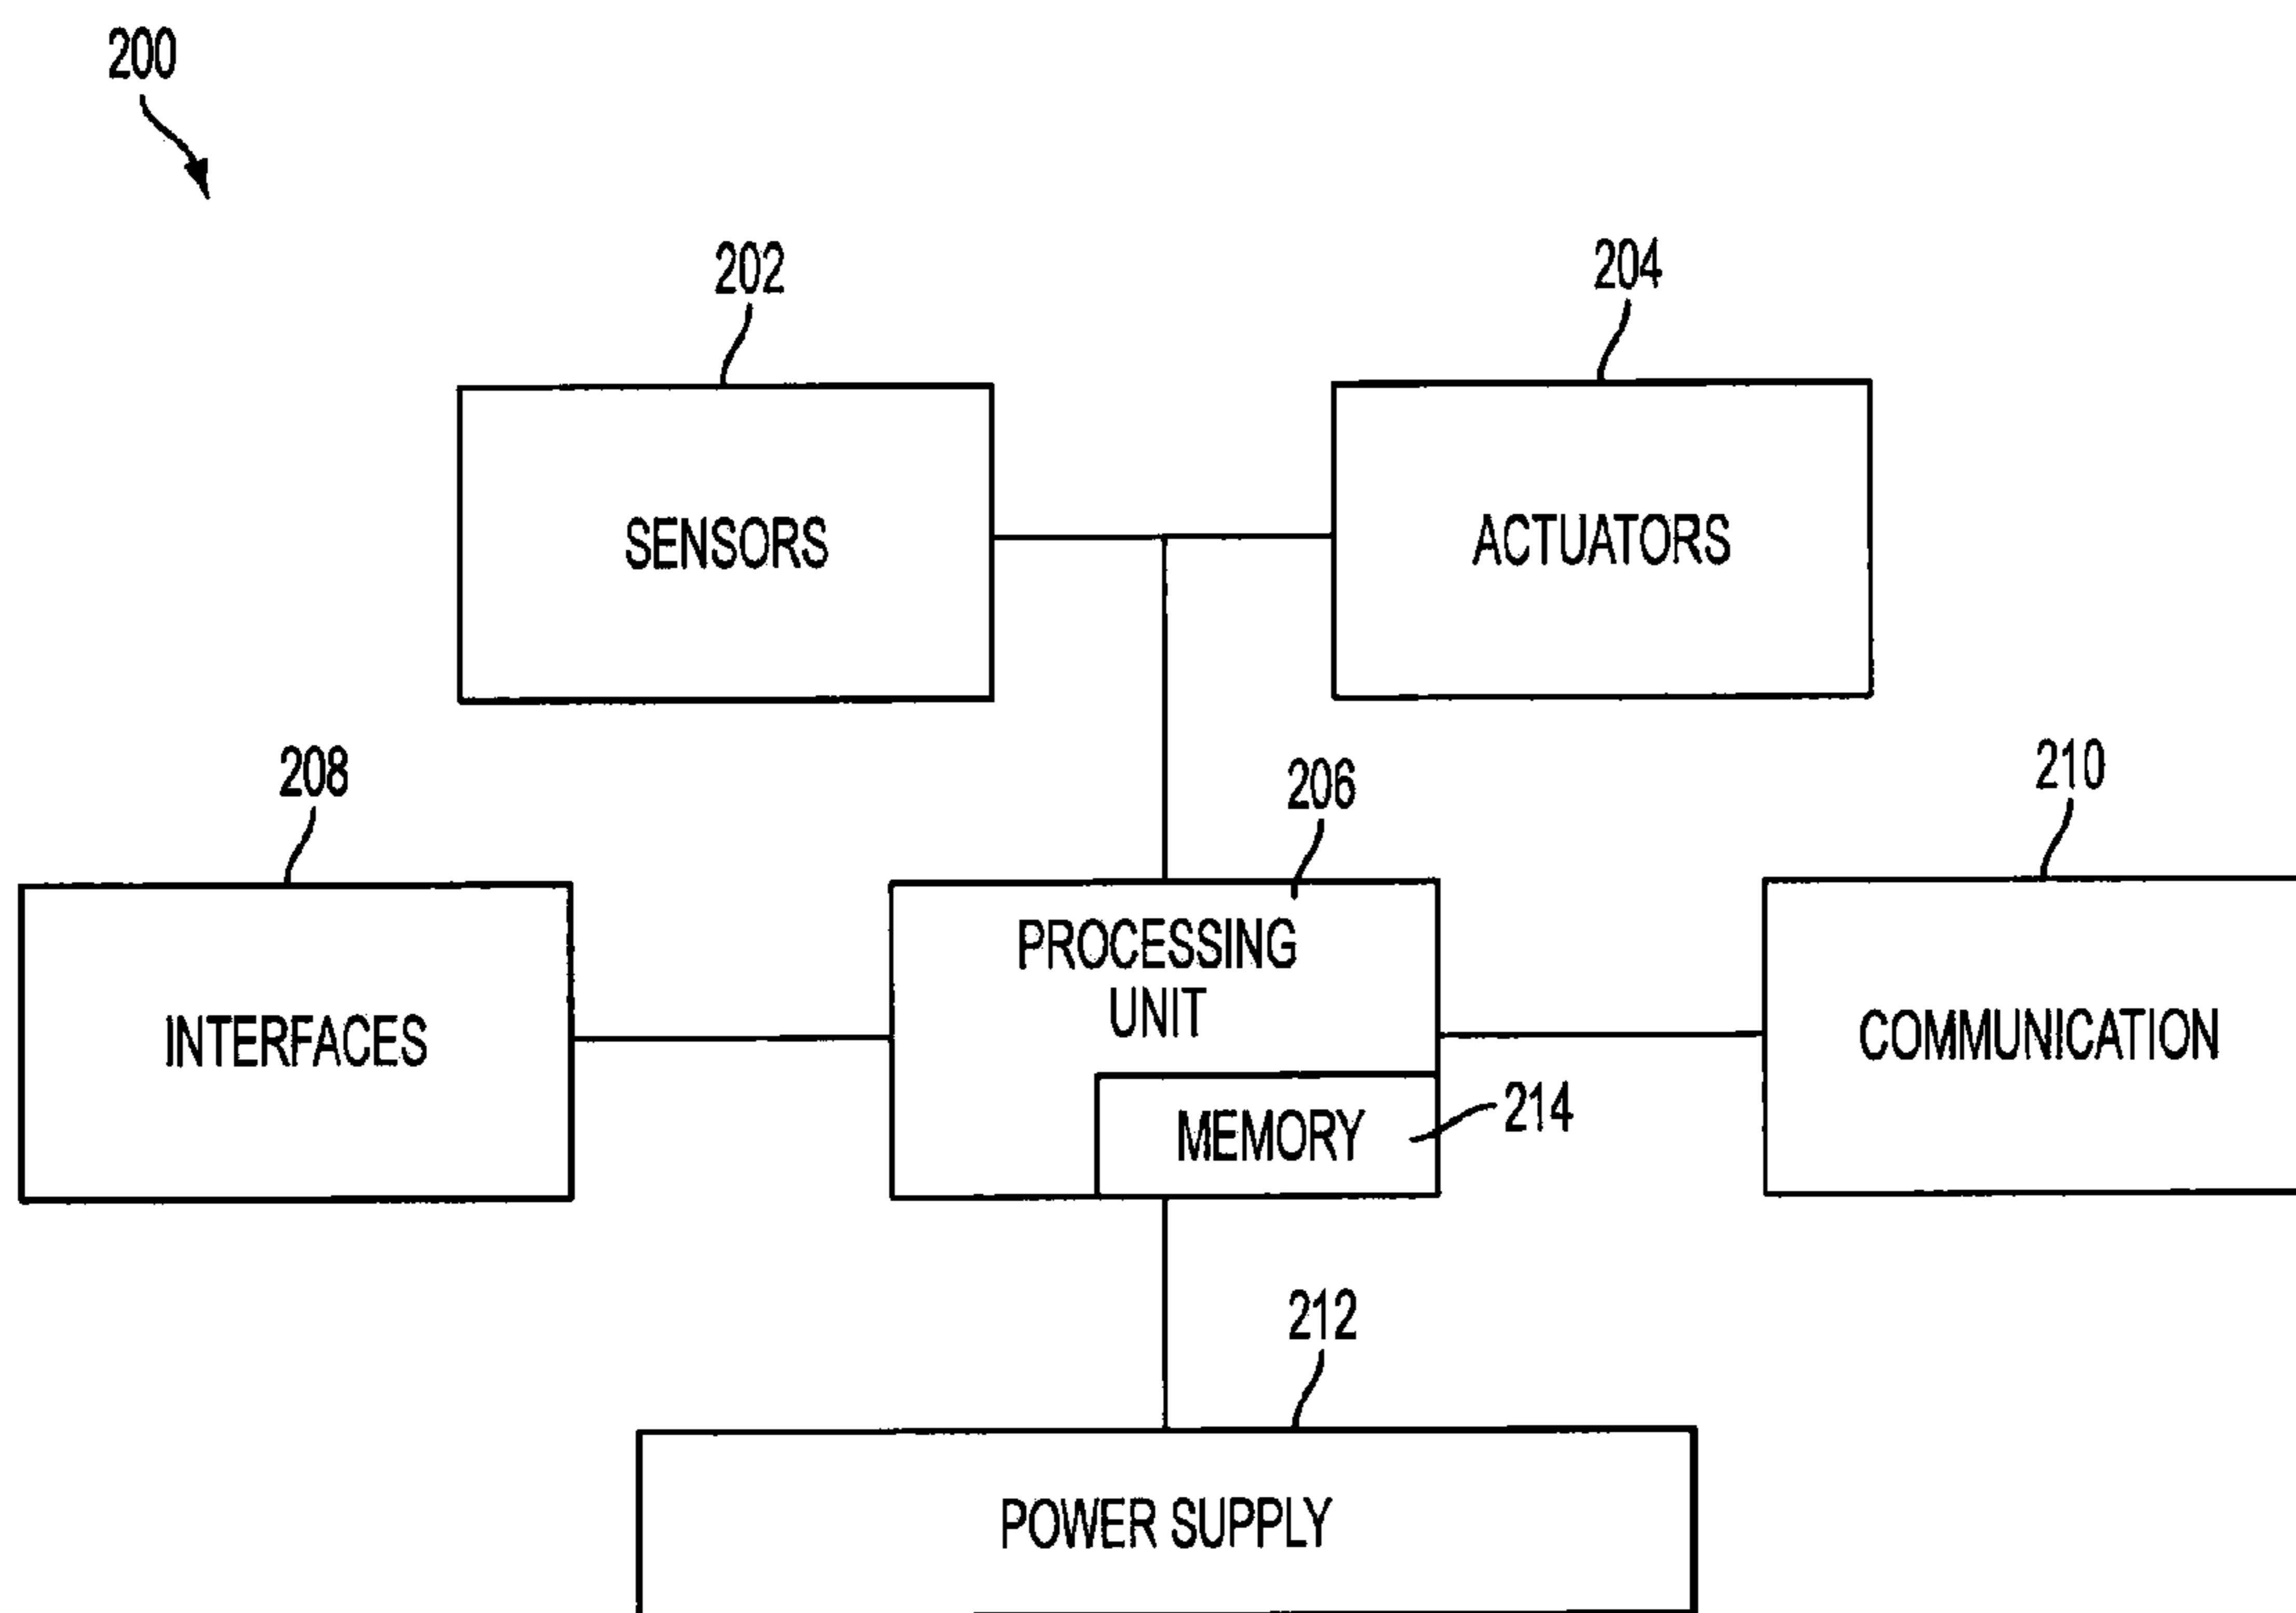 200
202
204
SENSORS
ACTUATORS
208
206
210
PROCESSING
UNIT
INTERFACES
COMMUNICATION
MEMORY
214
212
POWER SUPPLY